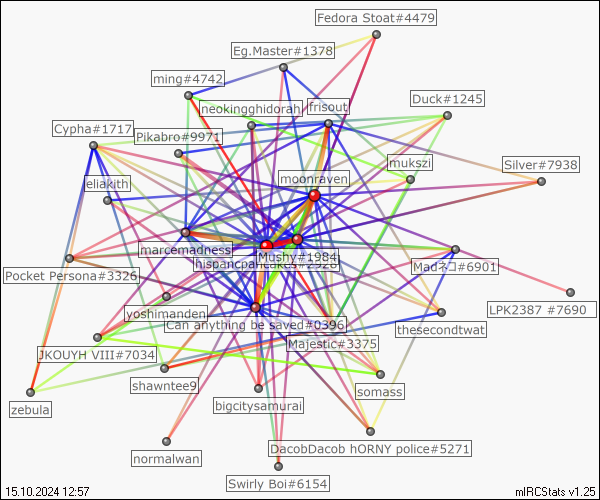 Fedora Stoat#4479
Eg.Master#1378
ming#4742
neokingghidorah
frisout
Duck#1245
Cypha#1717
Pikabro#9971
mukszi
Silver#7938
eliakith
moonraven
marcemadness
Mushy#1984
hispancpancakes#2928
Pocket Persona#3326
Madネコ#6901
LPK2387 #7690
yoshimanden
Can anything be saved#0396
thesecondtwat
JKOUYH VIII#7034
Majestic#3375
shawntee9
somass
zebula
bigcitysamurai
DacobDacob hORNY police#5271
normalwan
Swirly Boi#6154
15.10.2024 12:57
mIRCStats v1.25